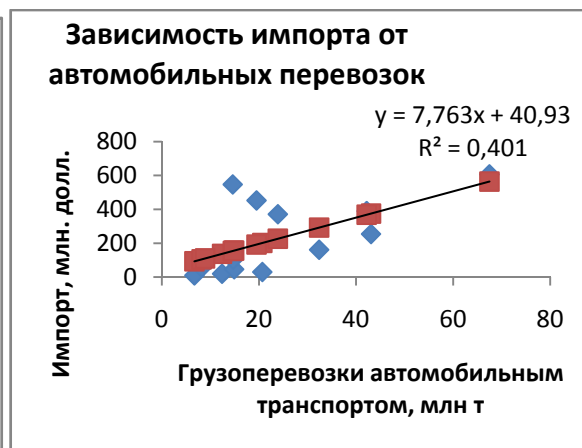 Зависимость импорта от
автомобильных перевозок
y = 7,763x + 40,93
R² = 0,401
Импорт, млн. долл.
800
600
400
200
0
0 20 40 60 80
Грузоперевозки автомобильным
транспортом, млн т